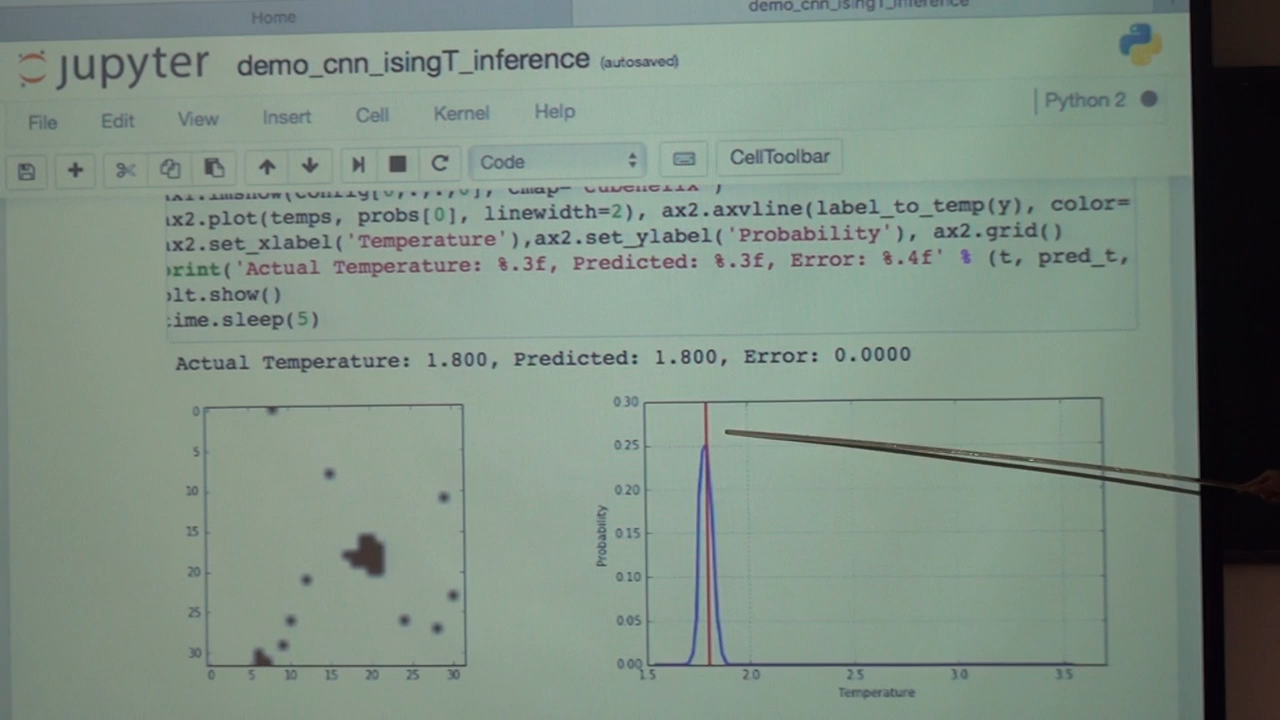 Home demo_cnn_isingT_inference
jupyter demo_cnn_isingT_inference (autosaved)
File Edit View Insert Cell Kernel Help Python 2
Code CellToolbar
ax2.plot(temps, probs[0], linewidth=2), ax2.axvline(label_to_temp(y), color=
ax2.set_xlabel('Temperature'),ax2.set_ylabel('Probability'), ax2.grid()
print('Actual Temperature: %.3f, Predicted: %.3f, Error: %.4f' % (t, pred_t,
plt.show()
time.sleep(5)
Actual Temperature: 1.800, Predicted: 1.800, Error: 0.0000
0
5
10
15
20
25
30
0 5 10 15 20 25 30
0.30
0.25
0.20
0.15
0.10
0.05
0.00
Probability
1.5 2.0 2.5 3.0 3.5
Temperature